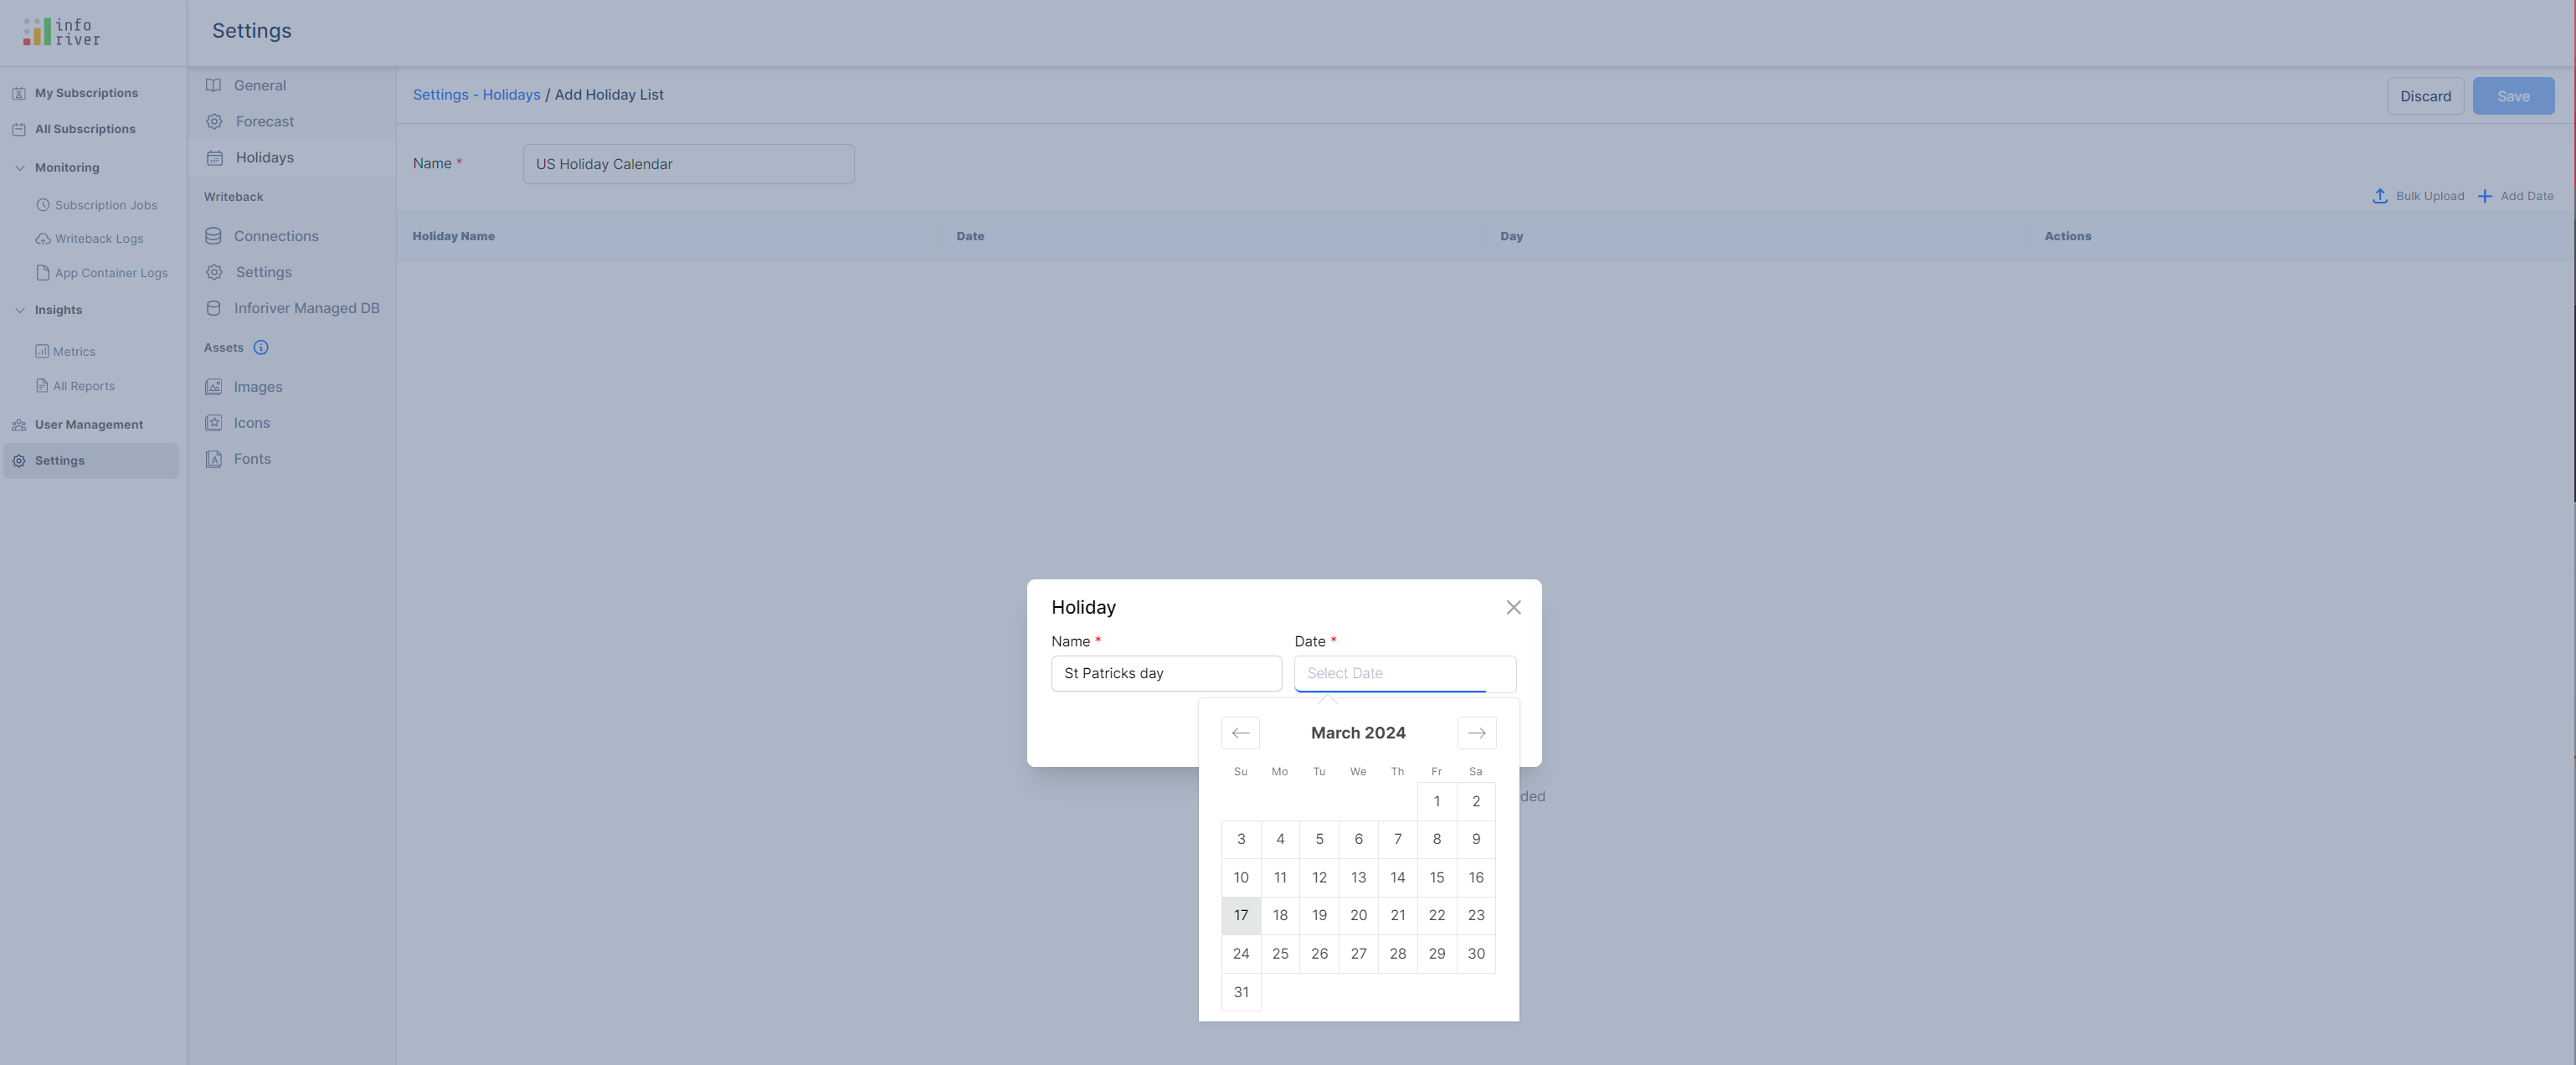 info
river
Settings
My Subscriptions
All Subscriptions
Monitoring
Subscription Jobs
Writeback Logs
App Container Logs
Insights
Metrics
All Reports
User Management
Settings
General
Forecast
Holidays
Writeback
Connections
Settings
Inforiver Managed DB
Assets
Images
Icons
Fonts
Settings - Holidays / Add Holiday List
Discard
Save
Name *
US Holiday Calendar
Bulk Upload
Add Date
Holiday Name Date Day Actions
Holiday
Name * Date *
St Patricks day Select Date
March 2024
Su Mo Tu We Th Fr Sa
1 2
3 4 5 6 7 8 9
10 11 12 13 14 15 16
17 18 19 20 21 22 23
24 25 26 27 28 29 30
31